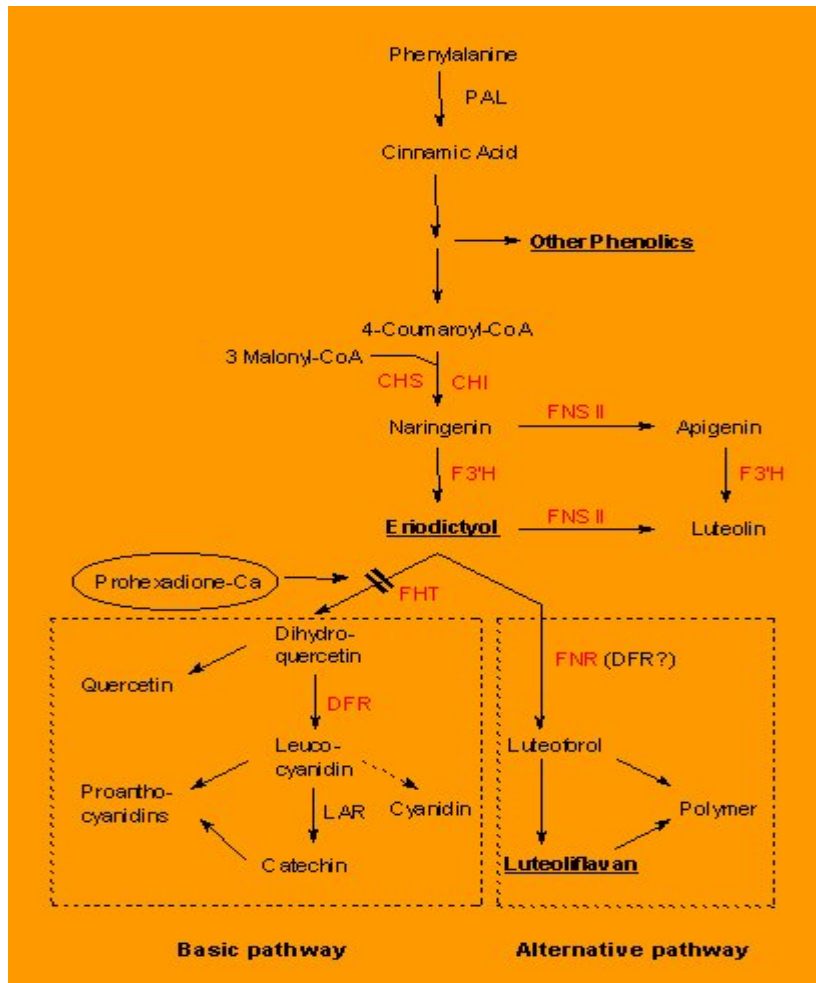 Phenylalanine
PAL
Cinnamic Acid
Other Phenolics
4-Coumaroyl-CoA
3 Malonyl-CoA
CHS CHI
Naringenin FNS II Apigenin
F3'H F3'H
Eriodictyol FNS II Luteolin
Prohexadione-Ca
FHT
Dihydro-
quercetin
Quercetin
FNR (DFR?)
DFR
Leuco-
cyanidin
Luteoforol
Proantho-
cyanidins
LAR Cyanidin
Polymer
Catechin
Luteoliflavan
Basic pathway Alternative pathway